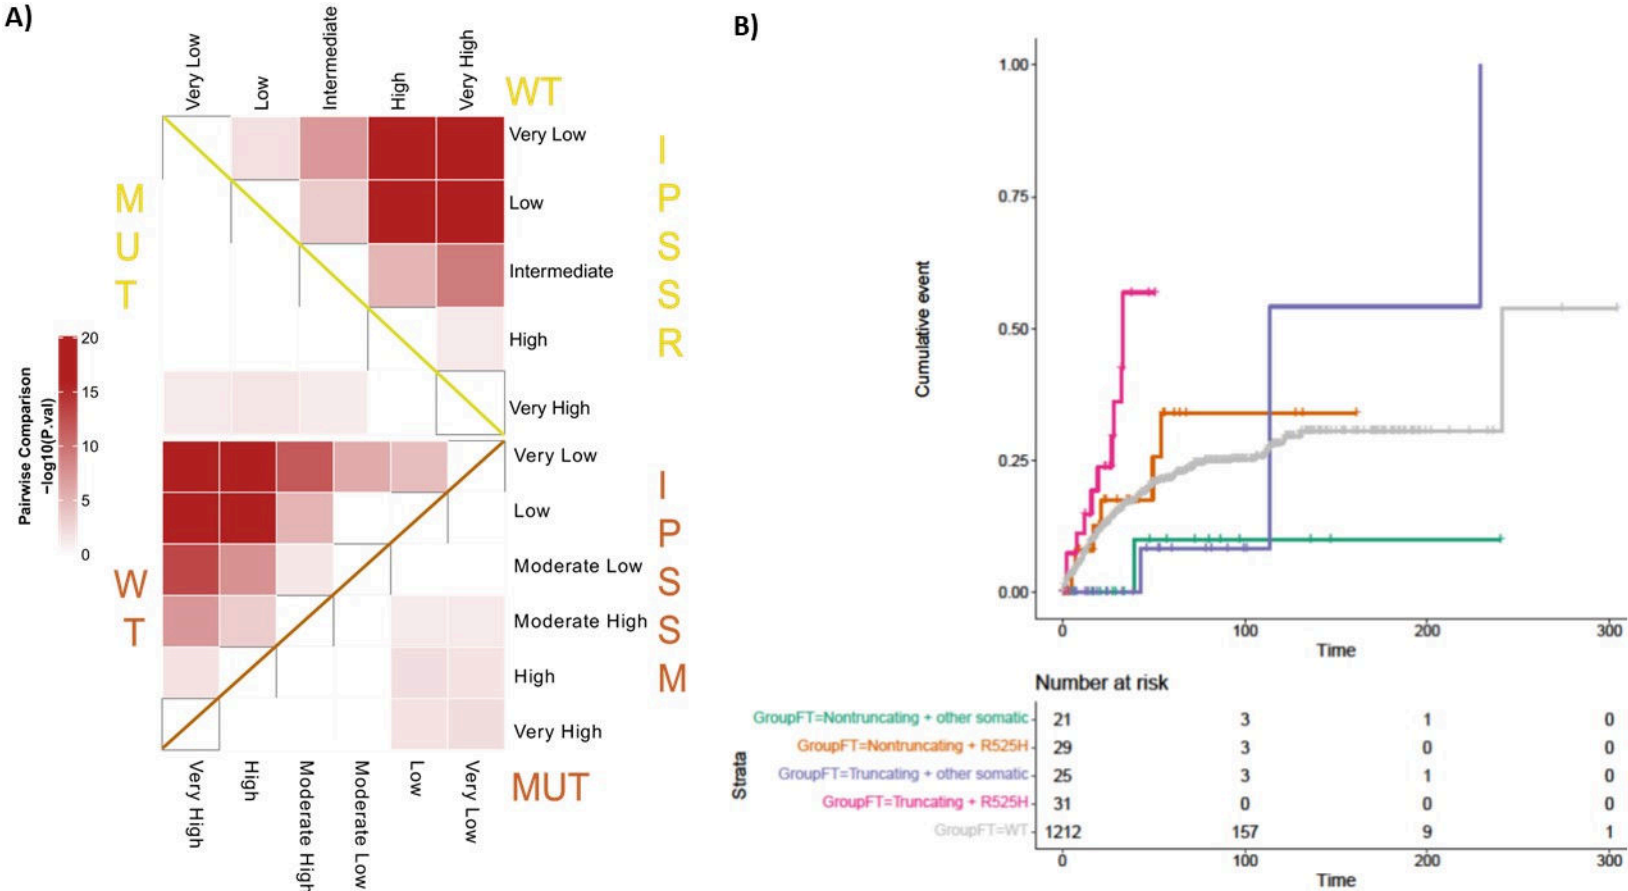 A)
Very Low
Low
Intermediate
High
Very High
WT
Very Low
Low
Intermediate
High
Very High
MUT
IPSSR
Pairwise Comparison
-log10(P.val)
20
15
10
5
0
Very Low
Low
Moderate Low
Moderate High
High
Very High
WT
IPSSM
Very High
High
Moderate High
Moderate Low
Low
Very Low
MUT
B)
Cumulative event
1.00
0.75
0.50
0.25
0.00
0 100 200 300
Time
Number at risk
Strata
GroupFT=Nontruncating + other somatic 21 3 1 0
GroupFT=Nontruncating + R525H 29 3 0 0
GroupFT=Truncating + other somatic 25 3 1 0
GroupFT=Truncating + R525H 31 0 0 0
GroupFT=WT 1212 157 9 1
0 100 200 300
Time